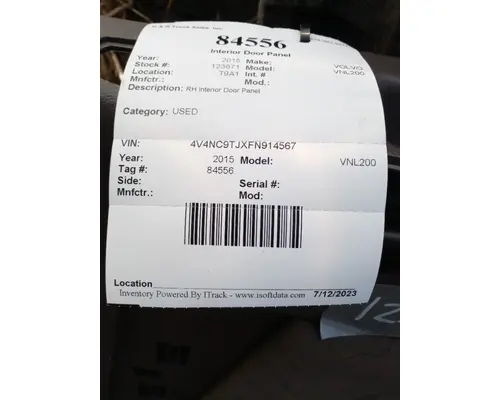 84556
Interior Door Panel
Year: 2015 Make: VOLVO
Stock #: 123871 Model: VNL200
Location: T9A1 Int. #
Mnfctr.: Mod.:
Description: RH Interior Door Panel
Category: USED
VIN: 4V4NC9TJXFN914567
Year: 2015 Model: VNL200
Tag #: 84556
Side: Serial #:
Mnfctr.: Mod:
Location
Inventory Powered By ITrack - www.isoftdata.com 7/12/2023